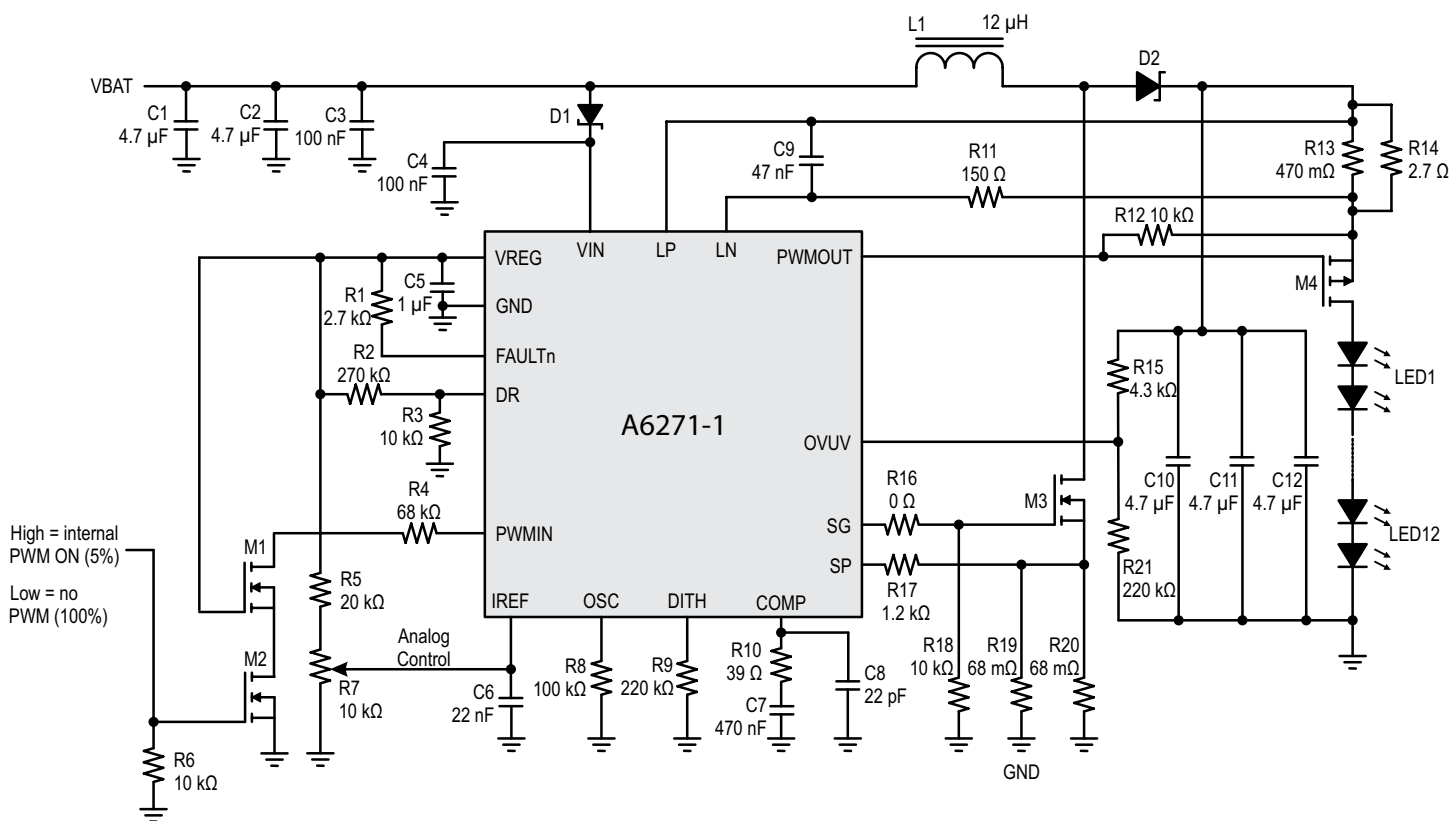 L1
12 µH
VBAT
C1
4.7 µF
C2
4.7 µF
C3
100 nF
D1
D2
C4
100 nF
C9
47 nF
R11
150 Ω
R13
470 mΩ
R14
2.7 Ω
R12 10 kΩ
M4
VREG
VIN
LP
LN
PWMOUT
GND
FAULTn
DR
A6271-1
OVUV
PWMIN
SG
SP
IREF
OSC
DITH
COMP
C5
1 µF
R1
2.7 kΩ
R2
270 kΩ
R3
10 kΩ
R4
68 kΩ
High = internal
PWM ON (5%)
Low = no
PWM (100%)
M1
M2
R5
20 kΩ
R6
10 kΩ
R7
10 kΩ
Analog
Control
C6
22 nF
R8
100 kΩ
R9
220 kΩ
R10
39 Ω
C7
470 nF
C8
22 pF
R16
0 Ω
R17
1.2 kΩ
M3
R18
10 kΩ
R19
68 mΩ
R20
68 mΩ
GND
R15
4.3 kΩ
R21
220 kΩ
C10
4.7 µF
C11
4.7 µF
C12
4.7 µF
LED1
LED12